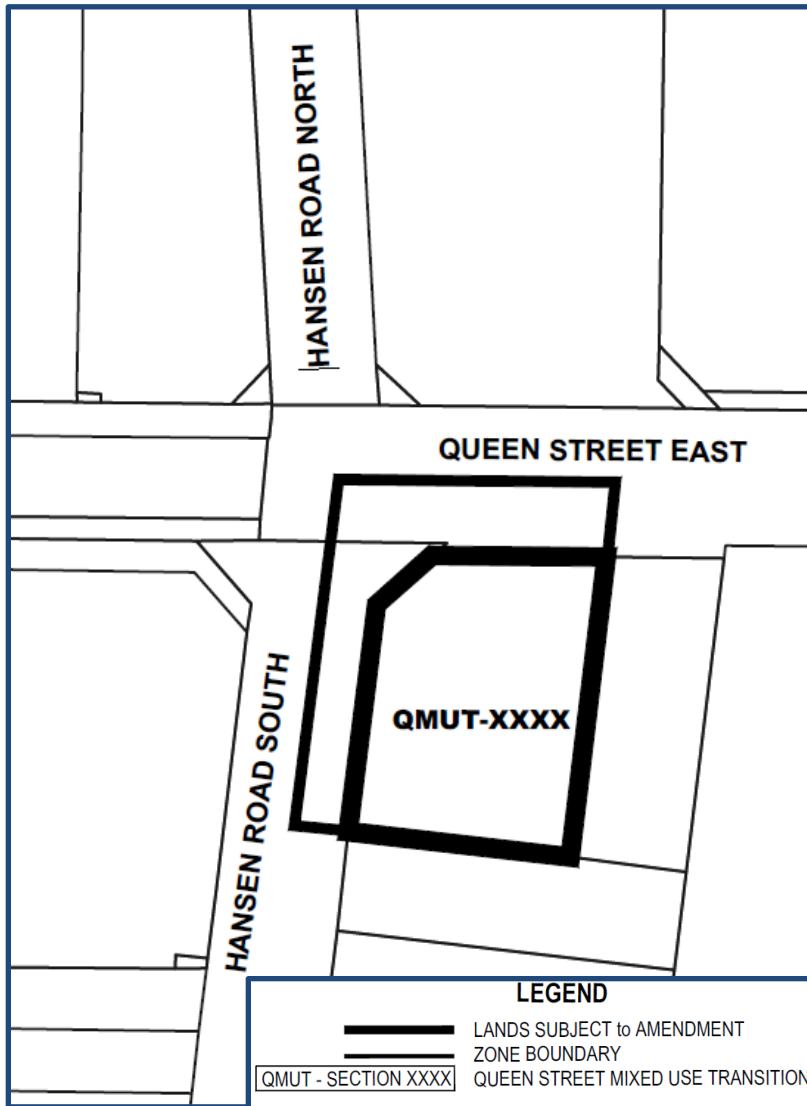 HANSEN ROAD NORTH
QUEEN STREET EAST
QMUT-XXXX
HANSEN ROAD SOUTH
LEGEND
LANDS SUBJECT to AMENDMENT
ZONE BOUNDARY
QMUT - SECTION XXXX QUEEN STREET MIXED USE TRANSITION